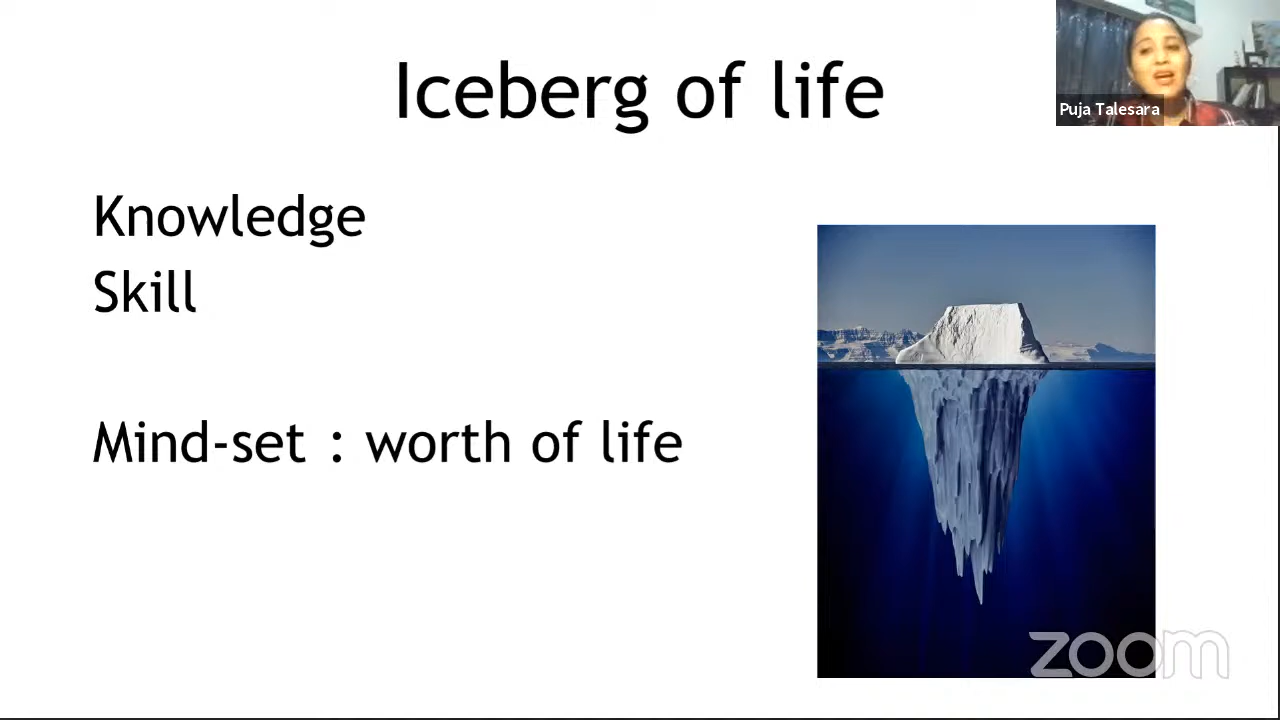 Iceberg of life
Puja Talesara
Knowledge
Skill
Mind-set : worth of life
zoom